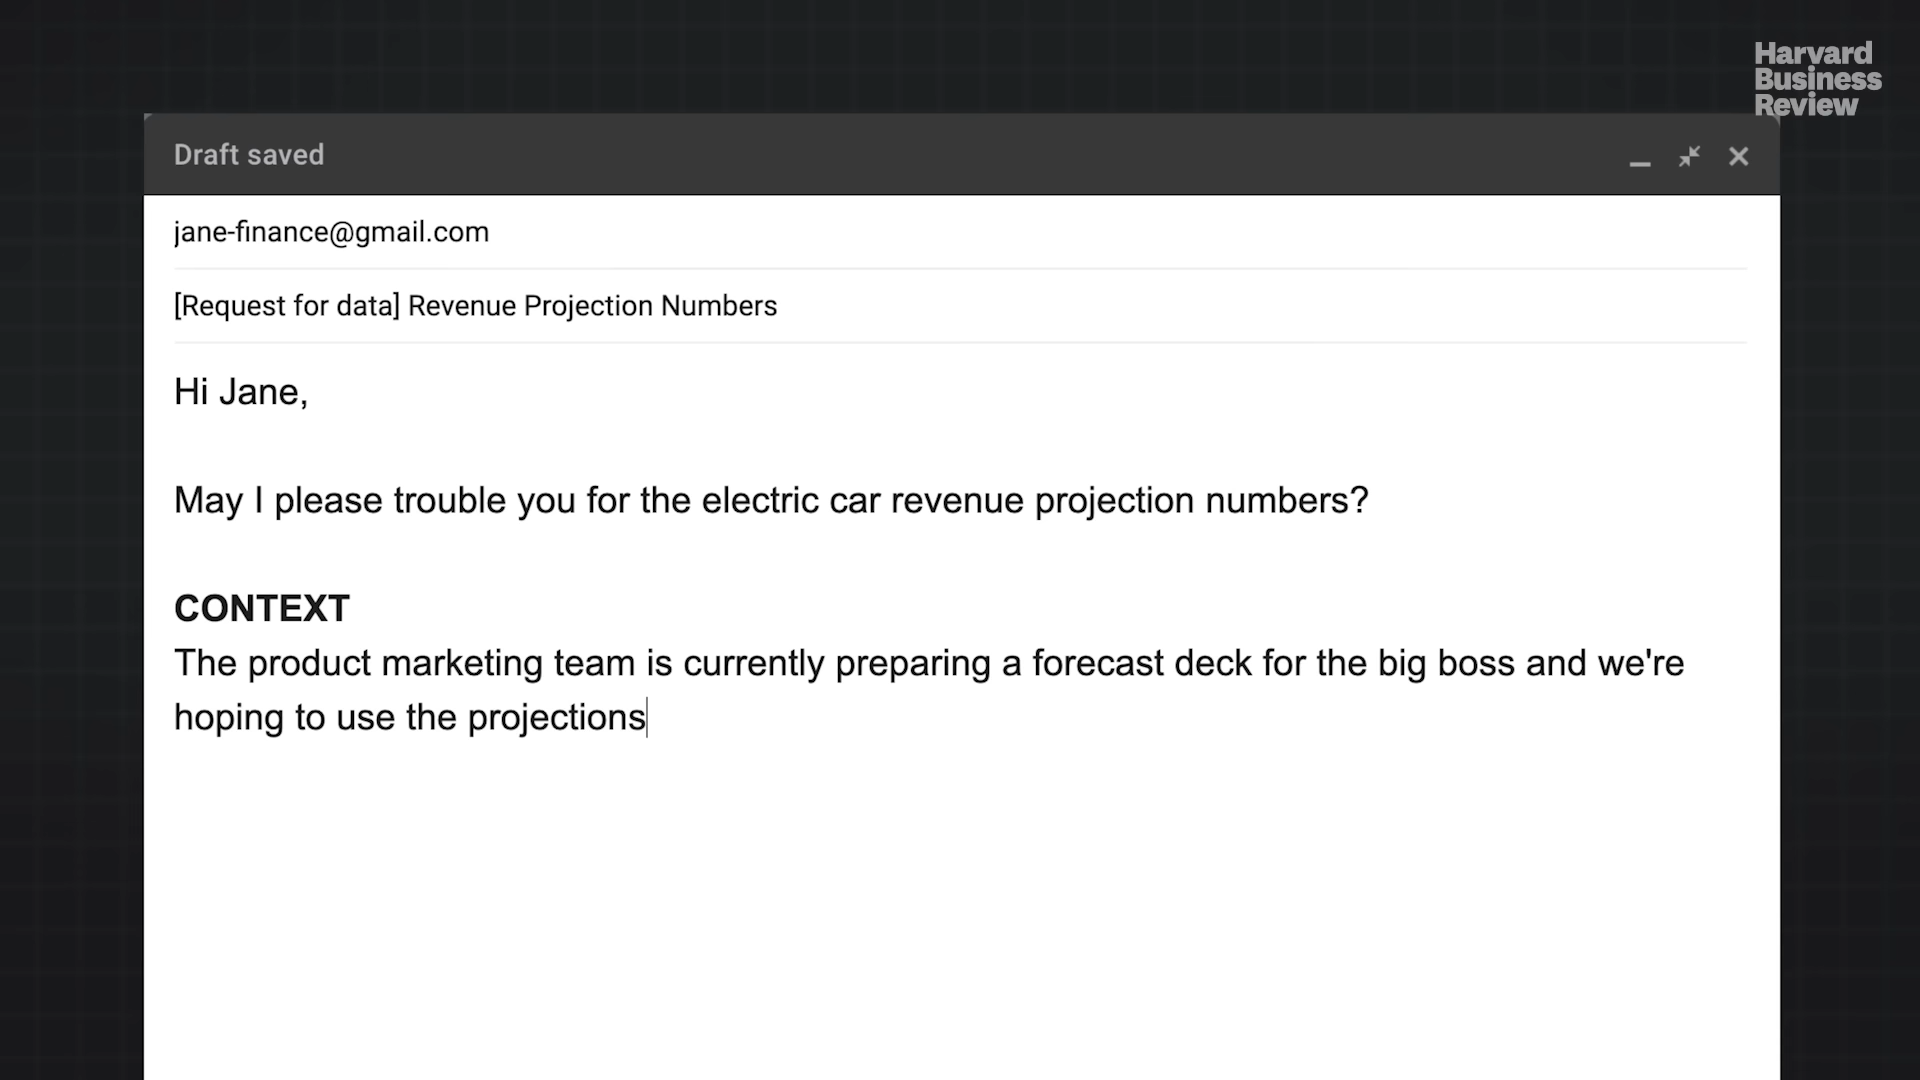 Harvard
Business
Review
Draft saved
jane-finance@gmail.com
[Request for data] Revenue Projection Numbers
Hi Jane,
May I please trouble you for the electric car revenue projection numbers?
CONTEXT
The product marketing team is currently preparing a forecast deck for the big boss and we're
hoping to use the projections